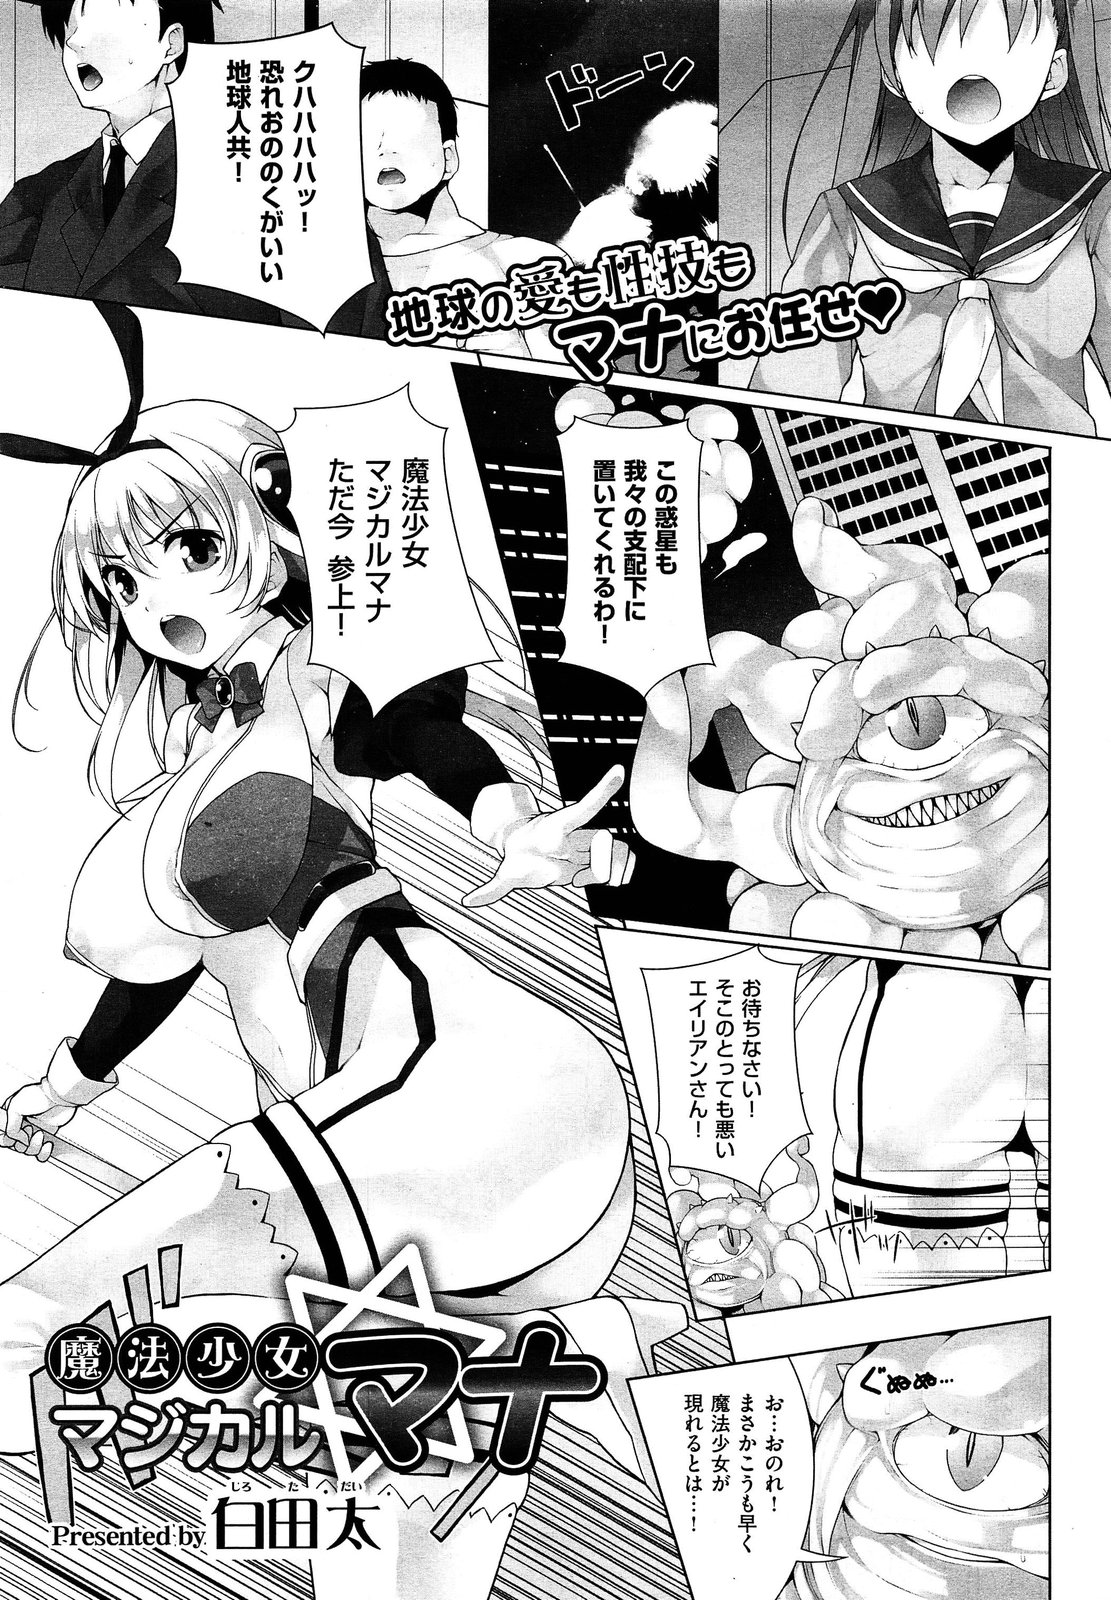 ドーン
クハハハハッ！
恐れおののくがいい
地球人共！
地球の愛も性技も
マナにお任せ♥
この惑星も
我々の支配下に
置いてくれるわ！
お待ちなさい！
そこのとっても悪い
エイリアンさん！
魔法少女
マジカルマナ
ただ今 参上！
ぐぬぬ…
お…おのれ！
まさかこうも早く
魔法少女が
現れるとは…！
魔法少女
マジカルマナ
じろ た だい
Presented by 白田太